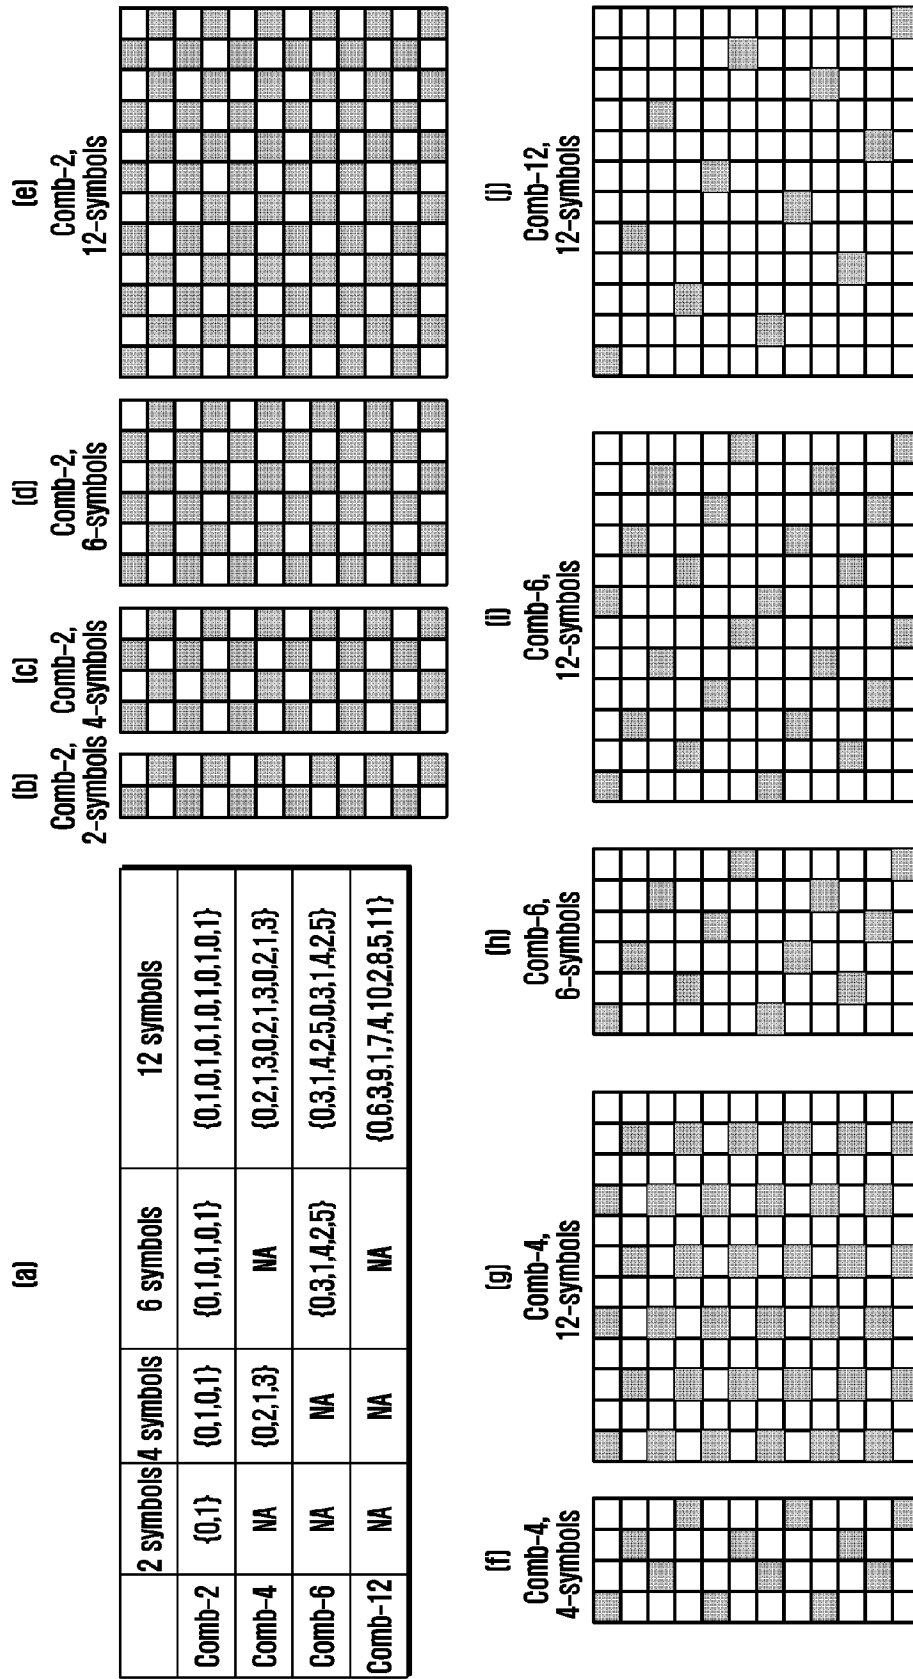 (a)
2 symbols 4 symbols 6 symbols 12 symbols
Comb-2 {0,1} {0,1,0,1} {0,1,0,1,0,1} {0,1,0,1,0,1,0,1,0,1,0,1}
Comb-4 NA {0,2,1,3} NA {0,2,1,3,0,2,1,3,0,2,1,3}
Comb-6 NA NA {0,3,1,4,2,5} {0,3,1,4,2,5,0,3,1,4,2,5}
Comb-12 NA NA NA {0,6,3,9,1,7,4,10,2,8,5,11}
(b)
Comb-2,
2-symbols
(c)
Comb-2,
4-symbols
(d)
Comb-2,
6-symbols
(e)
Comb-2,
12-symbols
(f)
Comb-4,
4-symbols
(g)
Comb-4,
12-symbols
(h)
Comb-6,
6-symbols
(i)
Comb-6,
12-symbols
(j)
Comb-12,
12-symbols